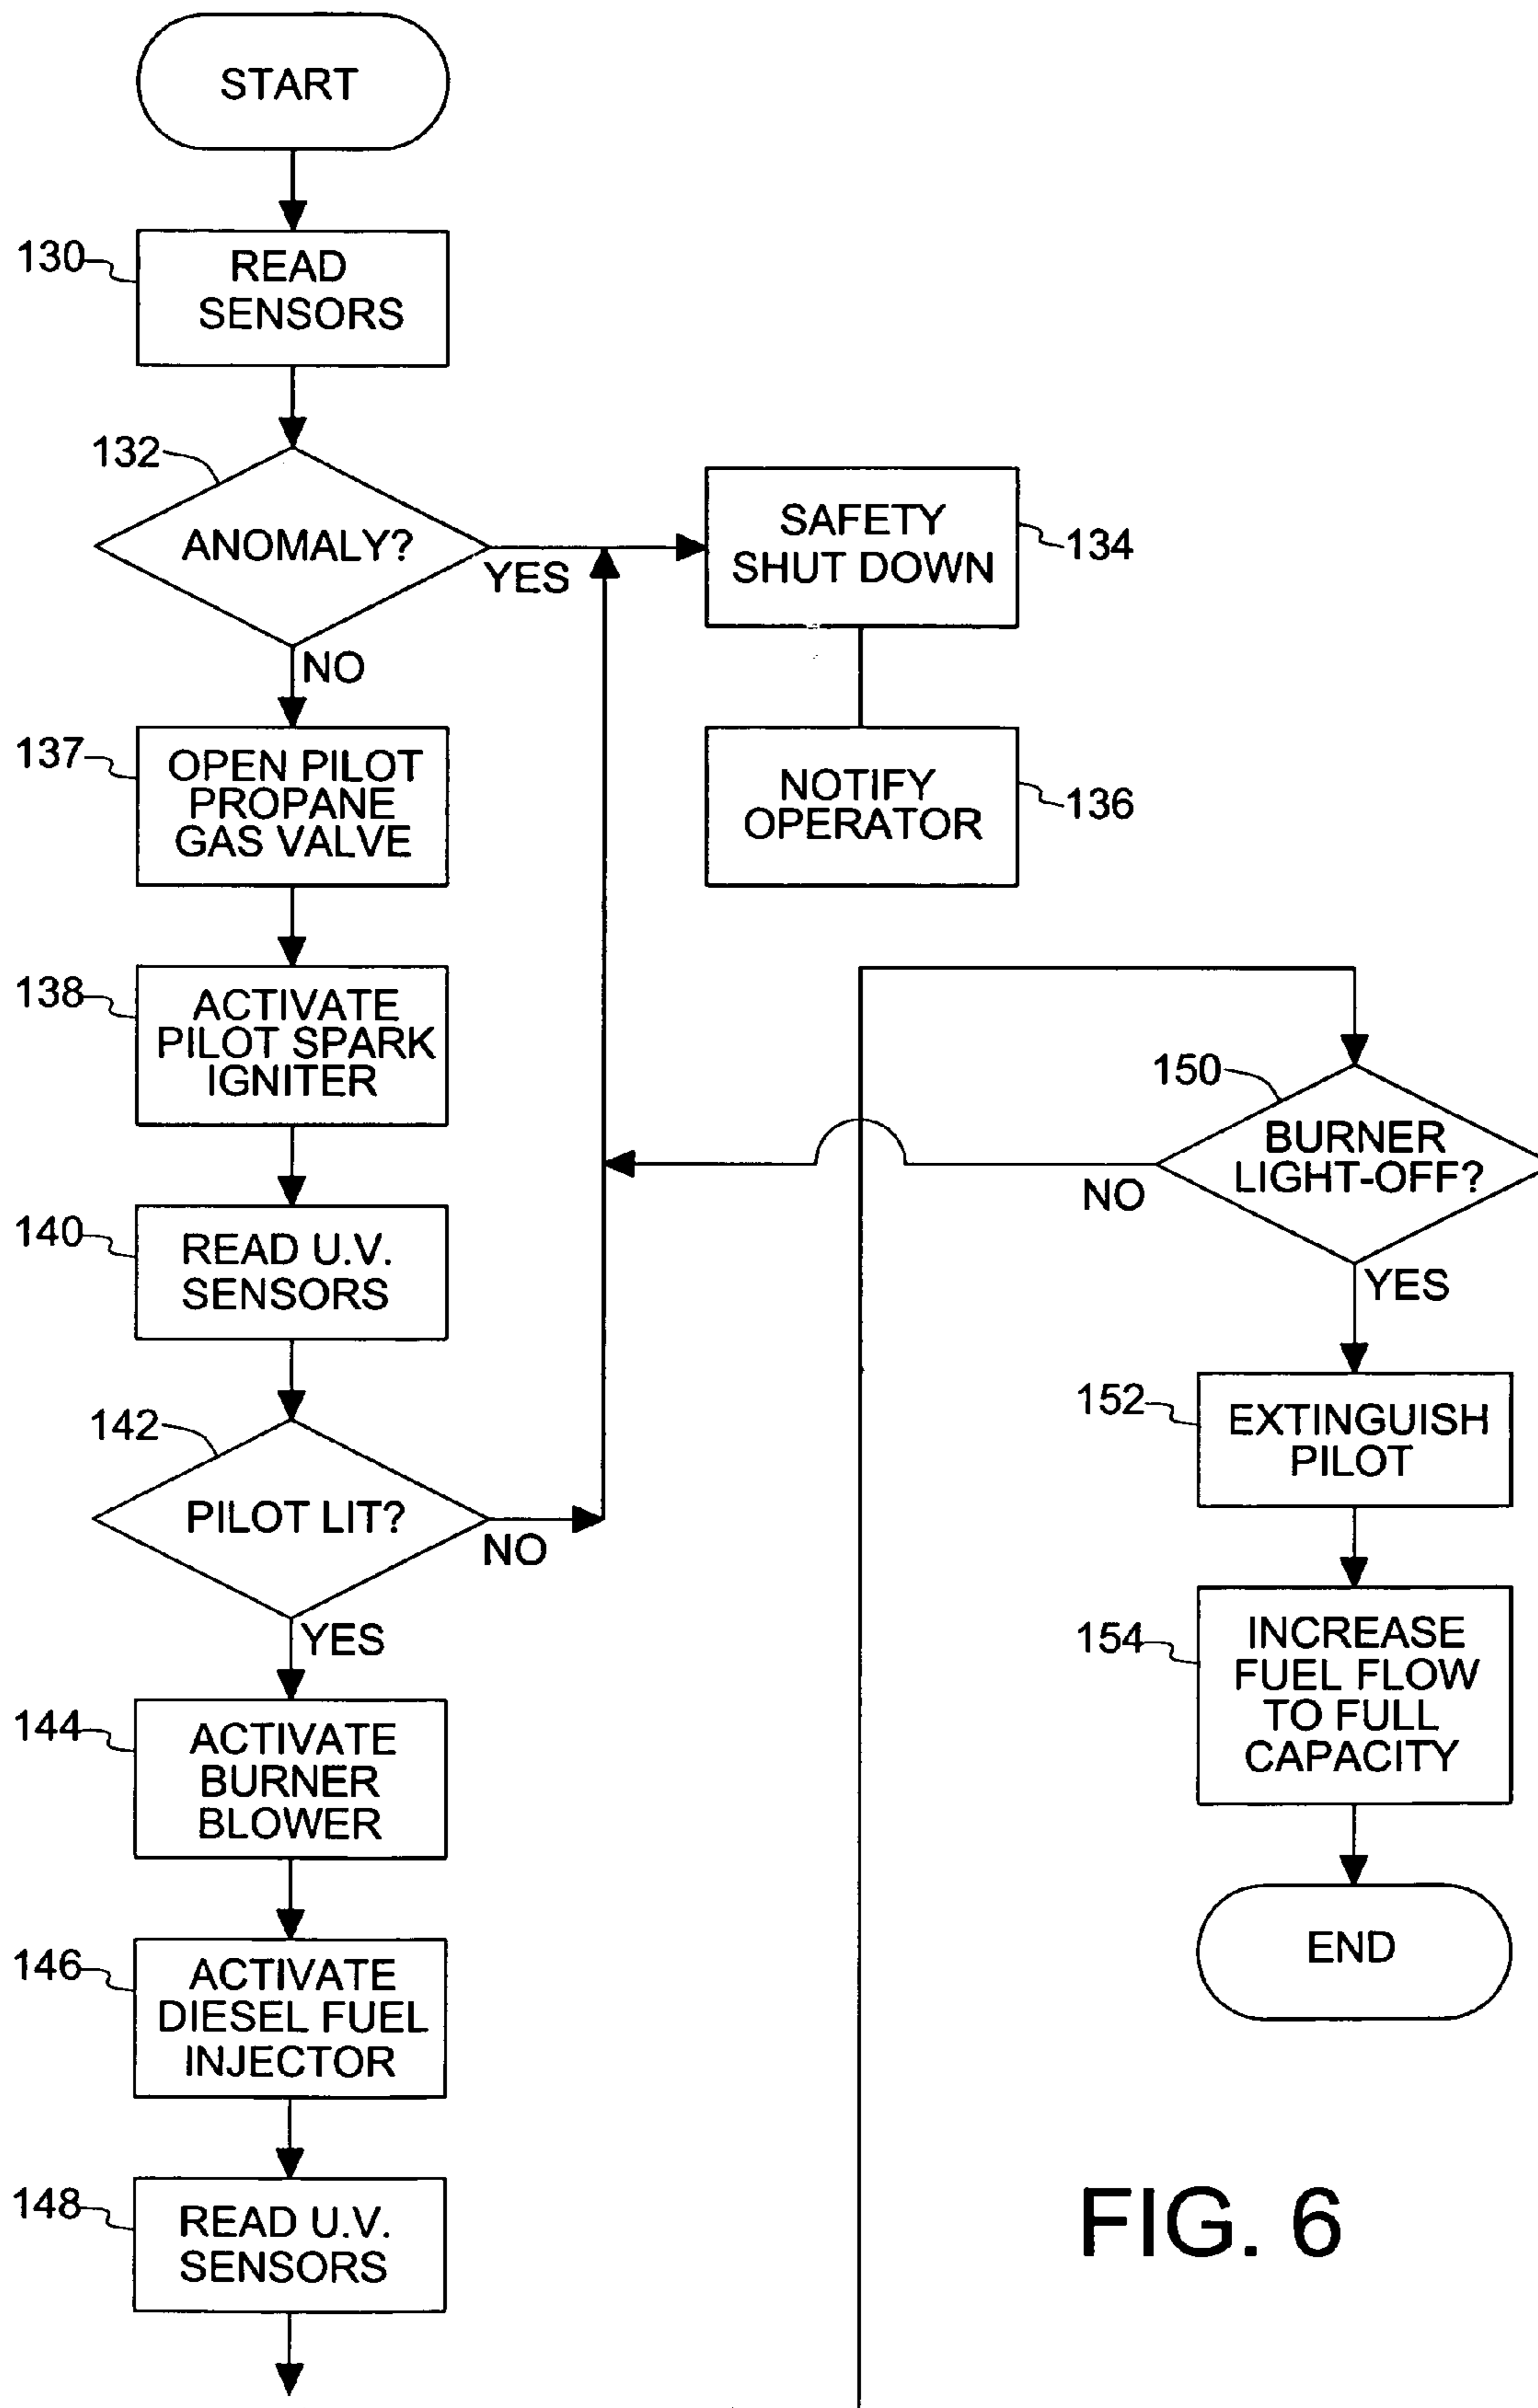 START
130
READ
SENSORS
132
ANOMALY?
YES
NO
SAFETY
SHUT DOWN
134
NOTIFY
OPERATOR
136
137
OPEN PILOT
PROPANE
GAS VALVE
138
ACTIVATE
PILOT SPARK
IGNITER
140
READ U.V.
SENSORS
142
PILOT LIT?
NO
YES
144
ACTIVATE
BURNER
BLOWER
146
ACTIVATE
DIESEL FUEL
INJECTOR
148
READ U.V.
SENSORS
150
BURNER
LIGHT-OFF?
NO
YES
152
EXTINGUISH
PILOT
154
INCREASE
FUEL FLOW
TO FULL
CAPACITY
END
FIG. 6